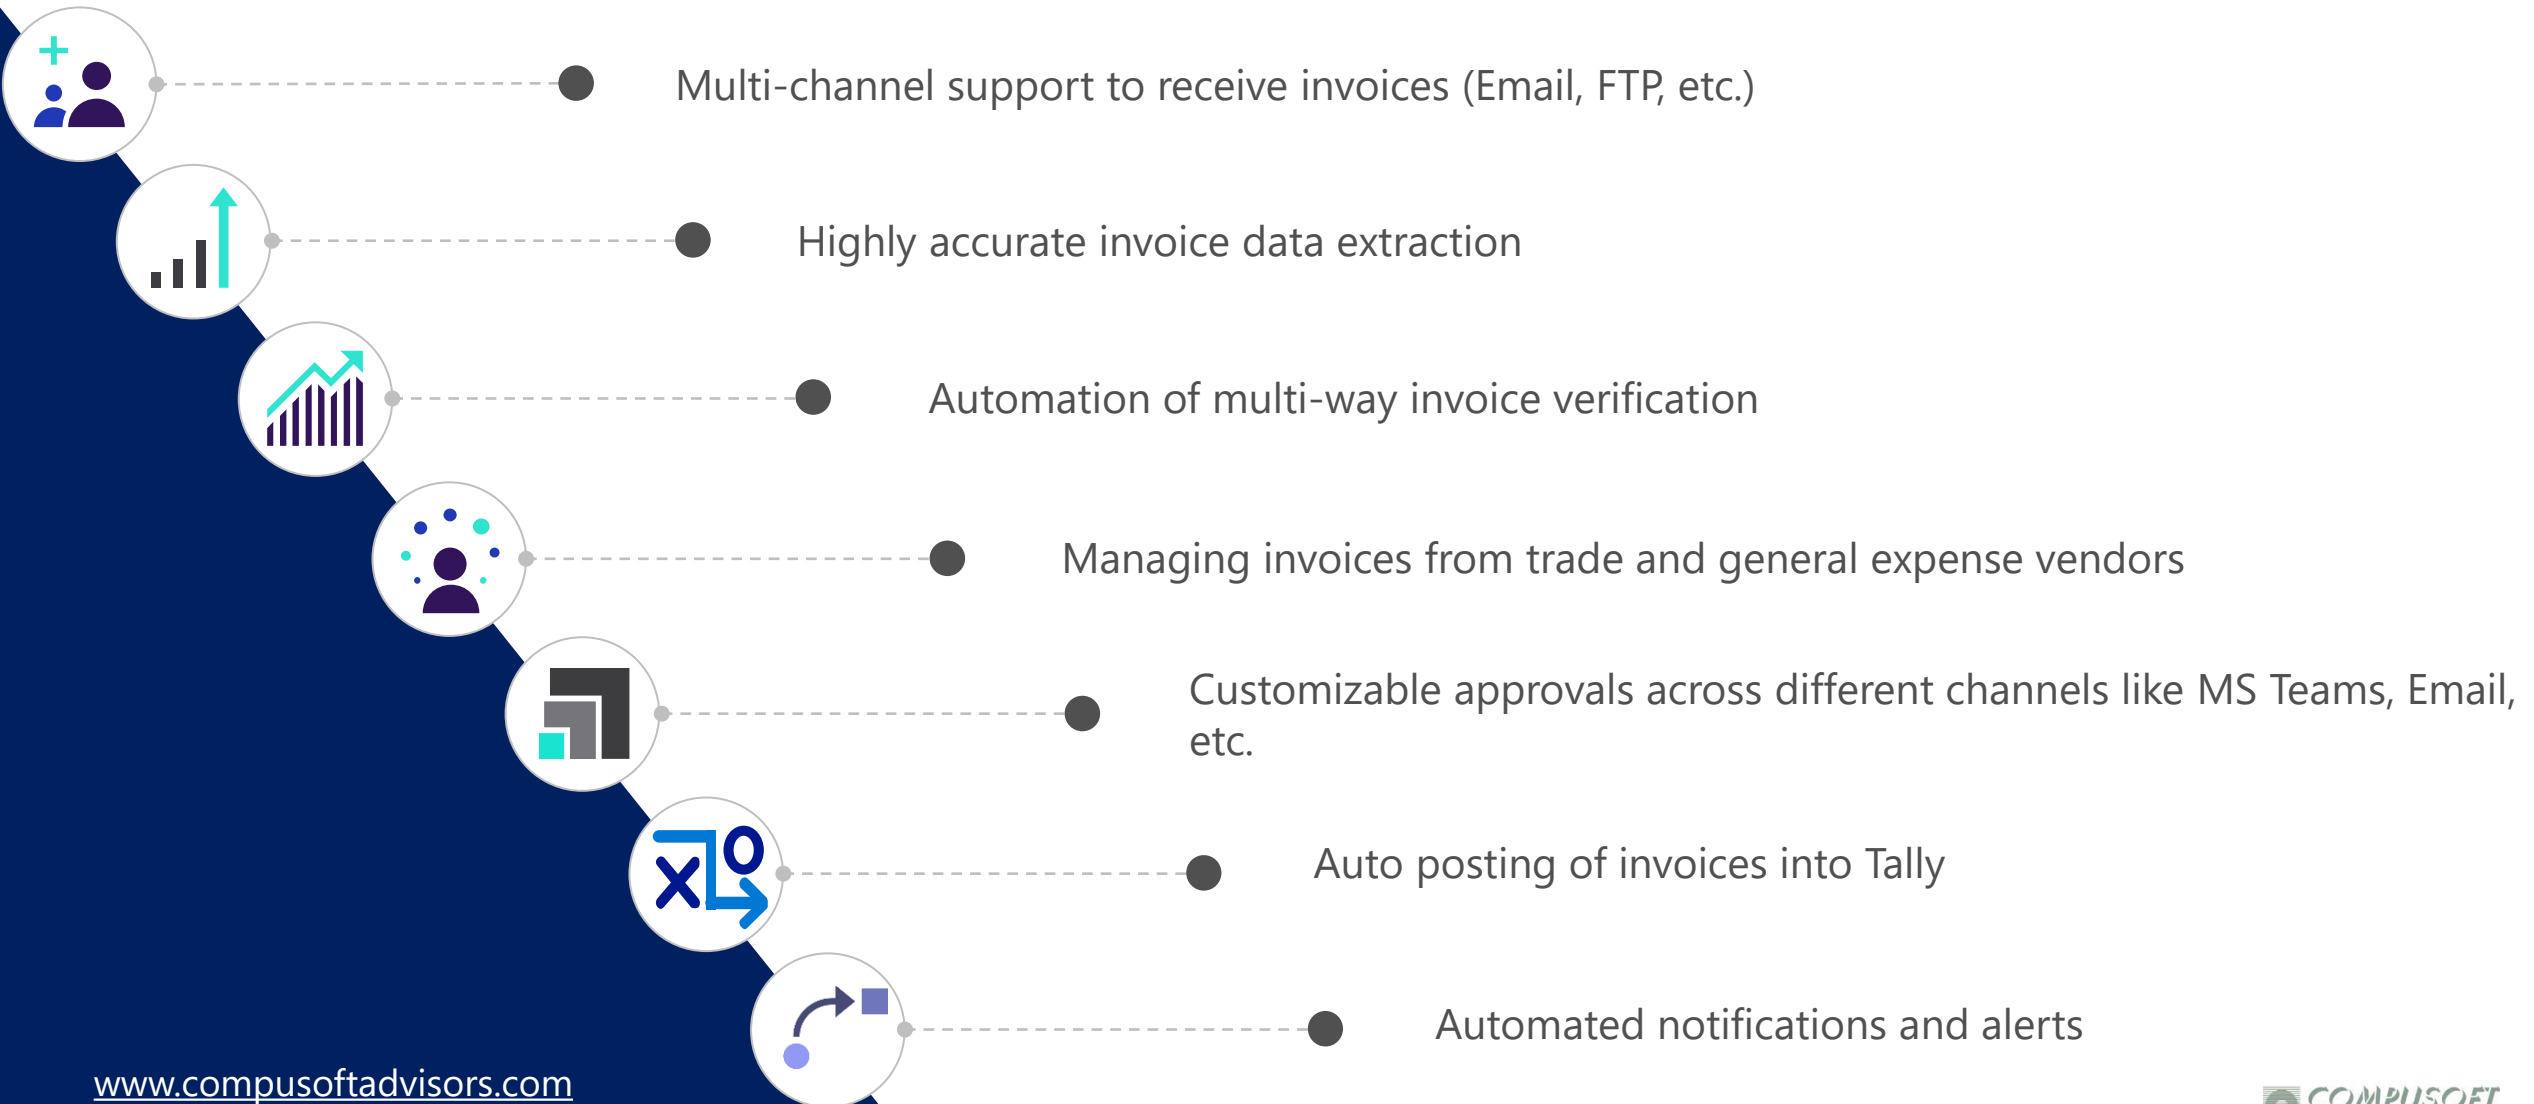 Multi-channel support to receive invoices (Email, FTP, etc.)
Highly accurate invoice data extraction
Automation of multi-way invoice verification
Managing invoices from trade and general expense vendors
Customizable approvals across different channels like MS Teams, Email,
etc.
Auto posting of invoices into Tally
Automated notifications and alerts
www.compusoftadvisors.com
COMPUSOFT